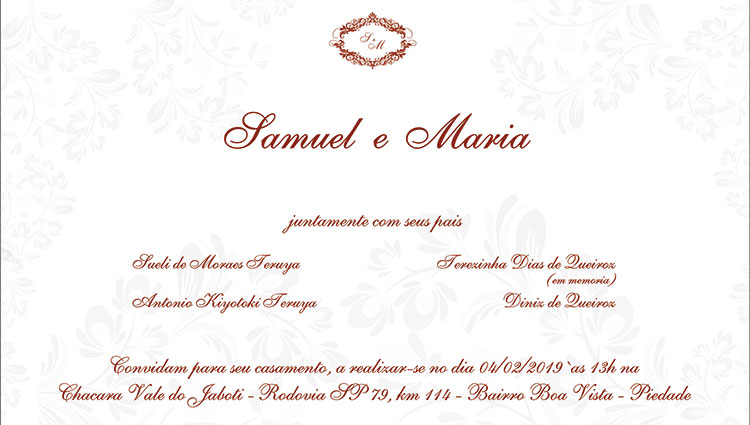 S & M
Samuel e Maria
juntamente com seus pais
Sueli de Moraes Teruya
Antonio Kiyotoki Teruya
Terezinha Dias de Queiroz
(em memoria)
Diniz de Queiroz
Convidam para seu casamento, a realizar-se no dia 04/02/2019 `as 13h na
Chacara Vale do Jaboti - Rodovia SP 79, km 114 - Bairro Boa Vista - Piedade